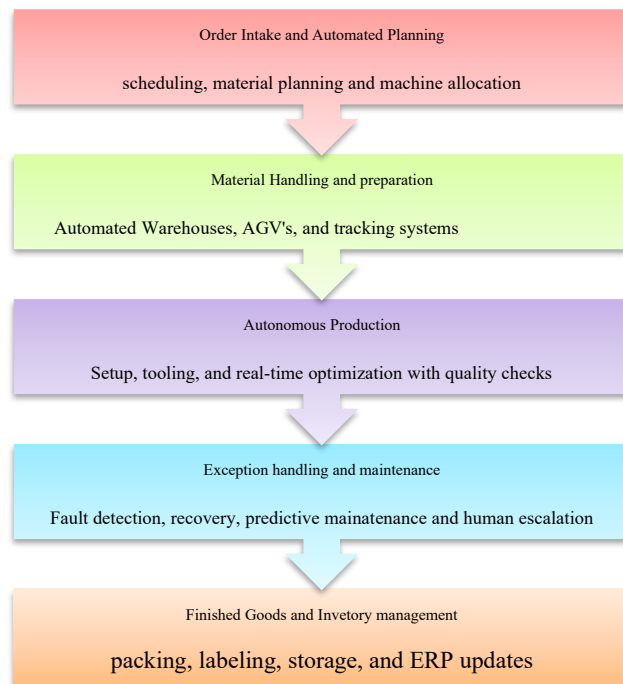 Order Intake and Automated Planning
scheduling, material planning and machine allocation
Material Handling and preparation
Automated Warehouses, AGV's, and tracking systems
Autonomous Production
Setup, tooling, and real-time optimization with quality checks
Exception handling and maintenance
Fault detection, recovery, predictive mainatenance and human escalation
Finished Goods and Invetory management
packing, labeling, storage, and ERP updates